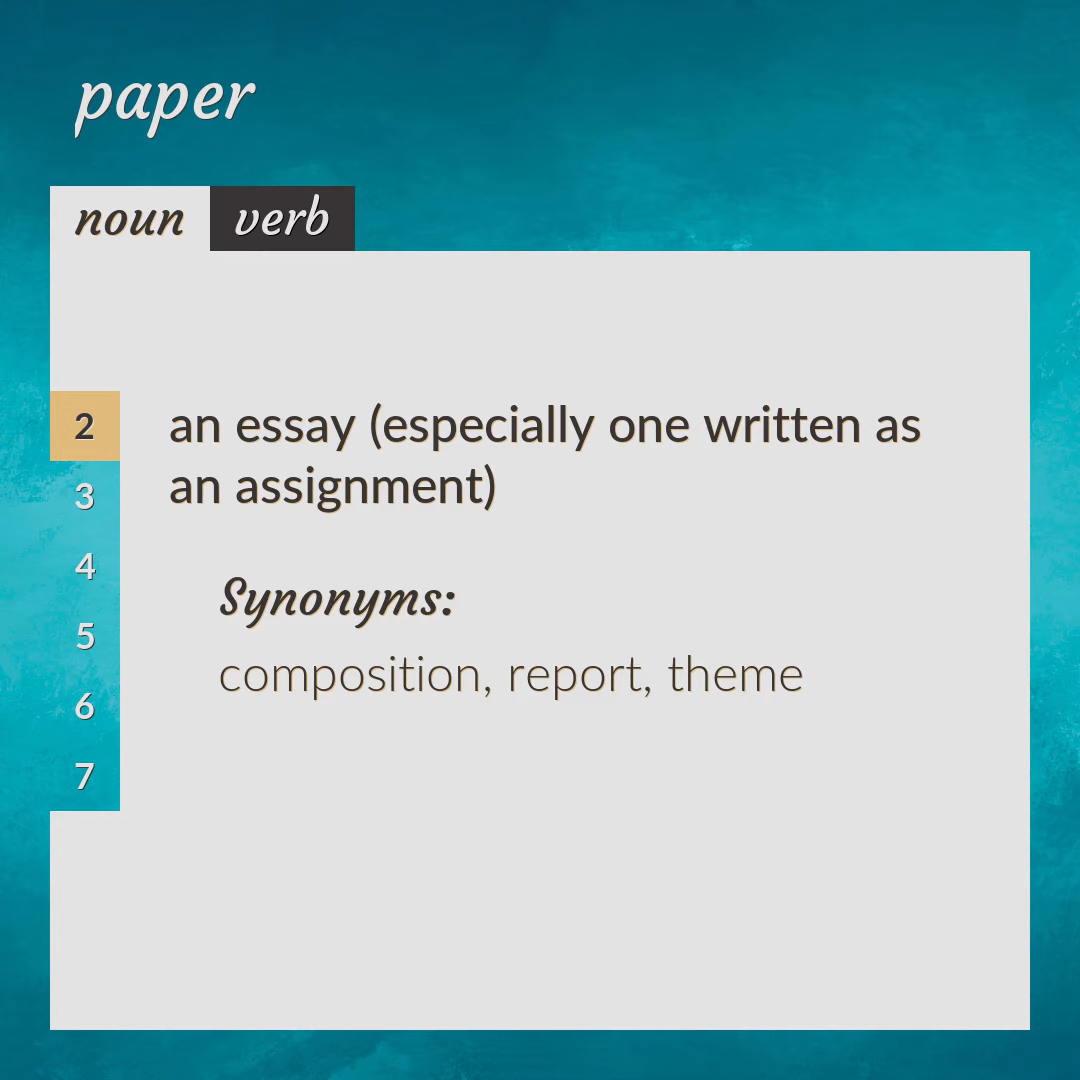 paper
noun verb
2 an essay (especially one written as
an assignment)
3
4
5
6
7
Synonyms:
composition, report, theme